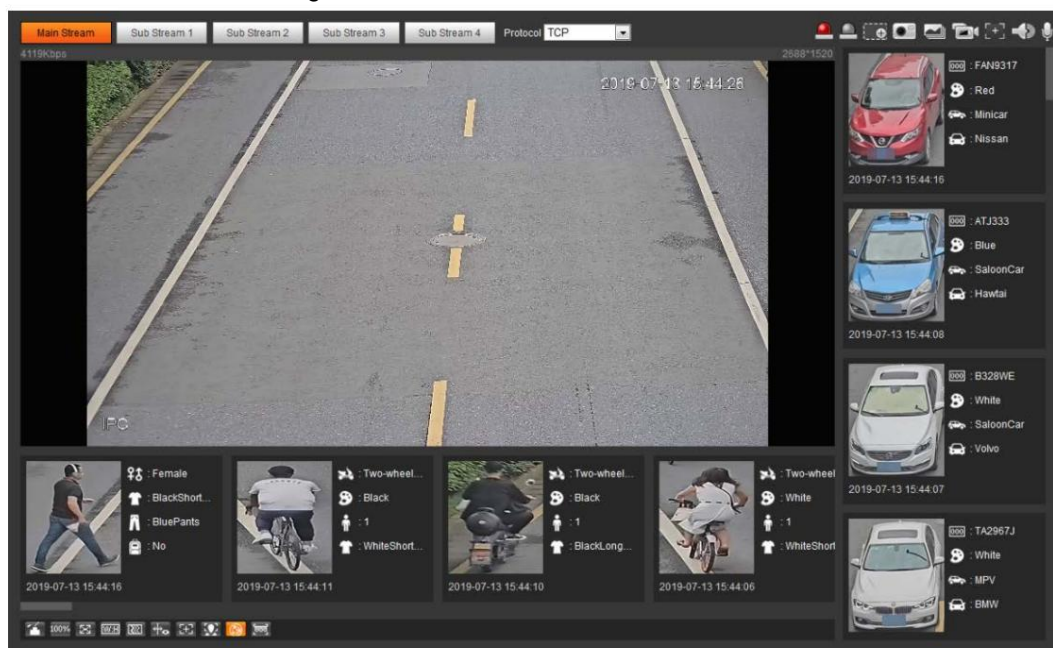 Main Stream
Sub Stream 1
Sub Stream 2
Sub Stream 3
Sub Stream 4
Protocol TCP
4119Kbps
2688*1520
2019-07-13 15:44:26
IPC
: FAN9317
: Red
: Minicar
: Nissan
2019-07-13 15:44:16
: ATJ333
: Blue
: SaloonCar
: Hawtai
2019-07-13 15:44:08
: B328WE
: White
: SaloonCar
: Volvo
2019-07-13 15:44:07
: TA2967J
: White
: MPV
: BMW
: Female
: BlackShort...
: BluePants
: No
2019-07-13 15:44:16
: Two-wheel...
: Black
: 1
: WhiteShort...
2019-07-13 15:44:11
: Two-wheel...
: Black
: 1
: BlackLong...
2019-07-13 15:44:10
: Two-wheel
: White
: 1
: WhiteShort
2019-07-13 15:44:06
100%
W:H